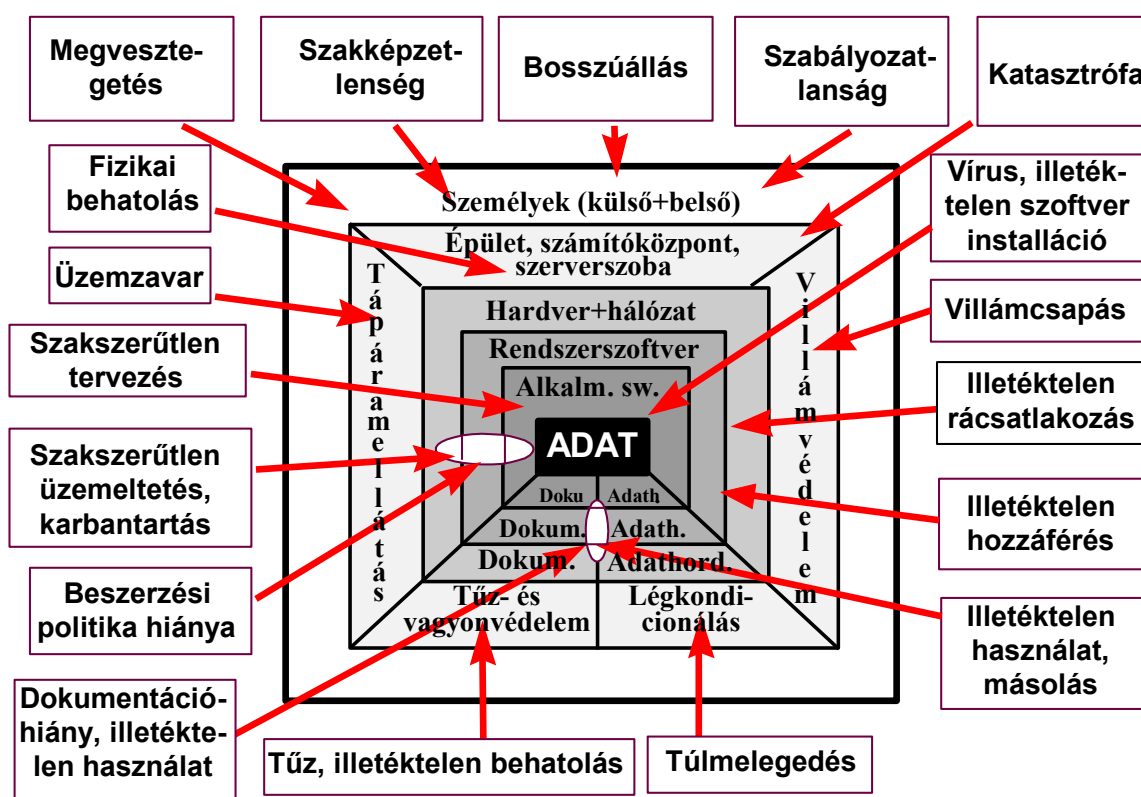 Megveszte-
getés
Szakképzet-
lenség
Bosszúállás
Szabályozat-
lanság
Katasztrófa
Fizikai
behatolás
Üzemzavar
Szakszerűtlen
tervezés
Szakszerűtlen
üzemeltetés,
karbantartás
Beszerzési
politika hiánya
Dokumentáció-
hiány, illetékte-
len használat
Személyek (külső+belső)
Épület, számítóközpont,
szerverszoba
Tápáramellátás
Hardver+hálózat
Rendszerszoftver
Alkalm. sw.
ADAT
Doku
Adath
Dokum.
Adath.
Dokum.
Adathord.
Tűz- és
vagyonvédelem
Légkondi-
cionálás
Villámvédelem
Vírus, illeték-
telen szoftver
installáció
Villámcsapás
Illetéktelen
rácsatlakozás
Illetéktelen
hozzáférés
Illetéktelen
használat,
másolás
Tűz, illetéktelen behatolás
Túlmelegedés